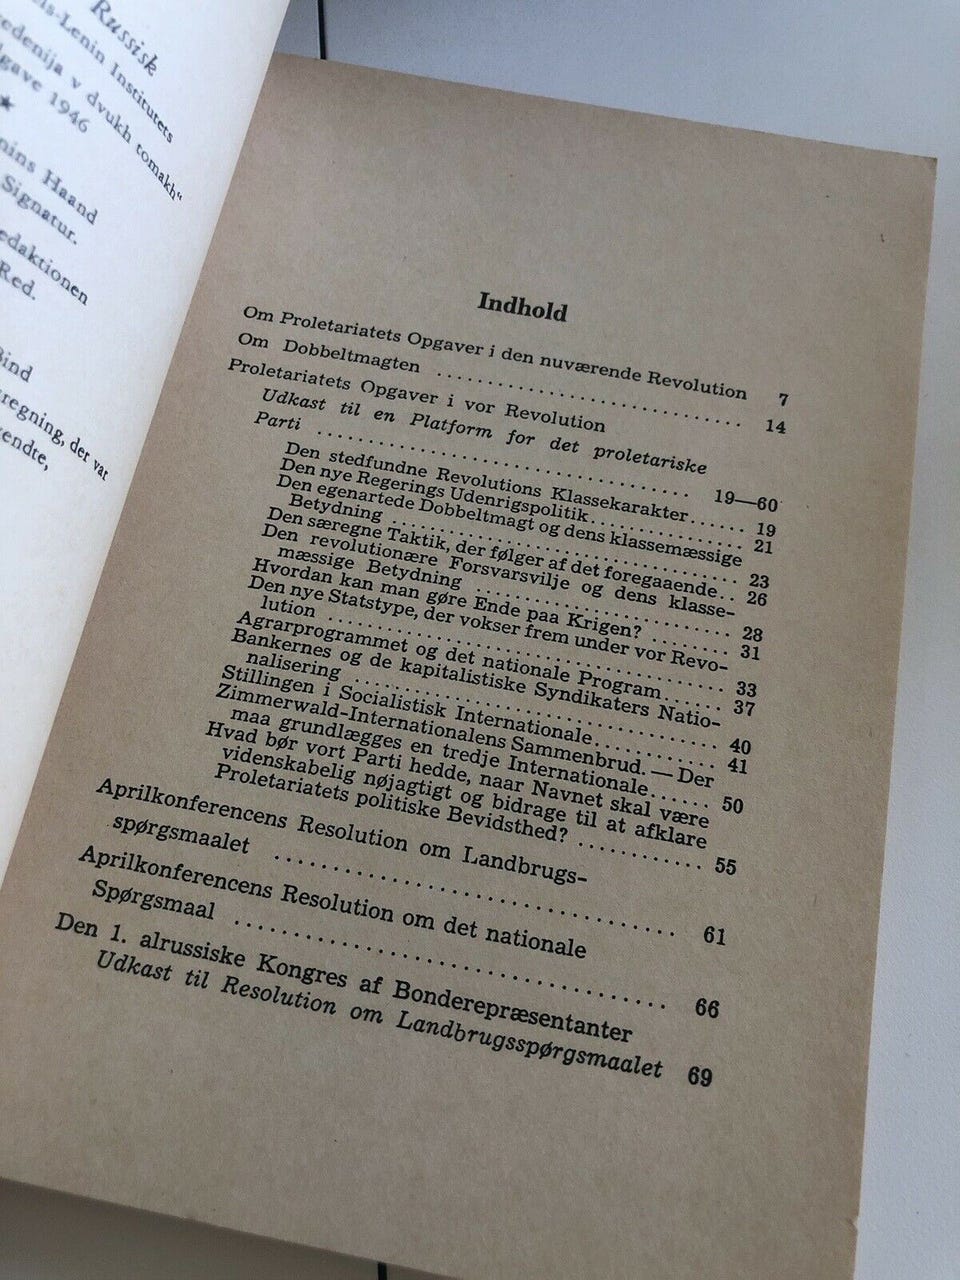 Russisk
Lenin Institutets
v dvukh tomakh“
1946
★
Haand
Signatur.
Red.
Bind
der var
Indhold
Om Proletariatets Opgaver i den nuværende Revolution 7
Om Dobbeltmagten .......................... 14
Proletariatets Opgaver i vor Revolution
Udkast til en Platform for det proletariske
Parti .............................. 19—60
Den stedfundne Revolutions Klassekarakter...... 19
Den nye Regerings Udenrigspolitik............... 21
Den egenartede Dobbeltmagt og dens klassemæssige
Betydning ............................ 23
Den særegne Taktik, der følger af det foregaaende.. 26
Den revolutionære Forsvarsvilje og dens klasse-
mæssige Betydning ..................... 28
Hvordan kan man gøre Ende paa Krigen? ....... 31
Den nye Statstype, der vokser frem under vor Revo-
lution ................................ 33
Agrarprogrammet og det nationale Program...... 37
Bankernes og de kapitalistiske Syndikaters Natio-
nalisering ............................ 40
Stillingen i Socialistisk Internationale........... 41
Zimmerwald-Internationalens Sammenbrud. — Der
maa grundlægges en tredje Internationale...... 50
Hvad bør vort Parti hedde, naar Navnet skal være
videnskabelig nøjagtigt og bidrage til at afklare
Proletariatets politiske Bevidsthed? ............ 55
Aprilkonferencens Resolution om Landbrugs-
spørgsmaalet ............................ 61
Aprilkonferencens Resolution om det nationale
Spørgsmaal .............................. 66
Den 1. alrussiske Kongres af Bonderepræsentanter
Udkast til Resolution om Landbrugsspørgsmaalet 69